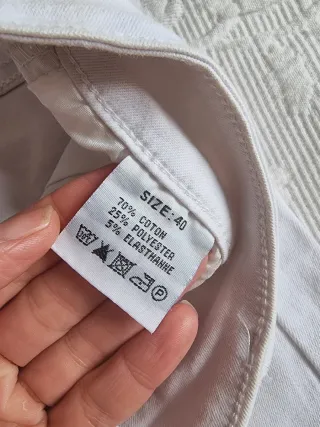 SIZE: 40
70% COTON
25% POLYESTER
5% ELASTHANNE
P